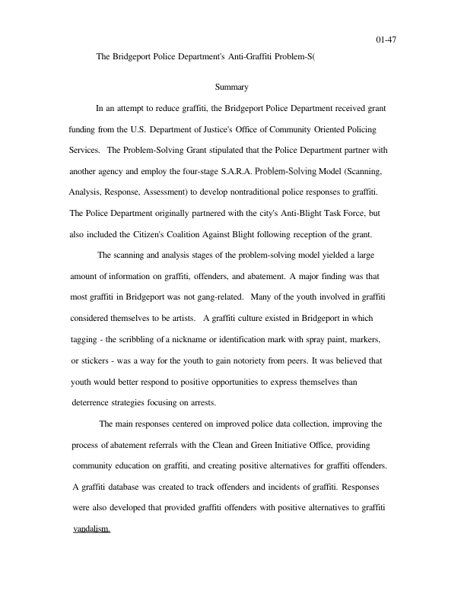 01-47
The Bridgeport Police Department's Anti-Graffiti Problem-S(
Summary
In an attempt to reduce graffiti, the Bridgeport Police Department received grant
funding from the U.S. Department of Justice's Office of Community Oriented Policing
Services. The Problem-Solving Grant stipulated that the Police Department partner with
another agency and employ the four-stage S.A.R.A. Problem-Solving Model (Scanning,
Analysis, Response, Assessment) to develop nontraditional police responses to graffiti.
The Police Department originally partnered with the city's Anti-Blight Task Force, but
also included the Citizen's Coalition Against Blight following reception of the grant.
The scanning and analysis stages of the problem-solving model yielded a large
amount of information on graffiti, offenders, and abatement. A major finding was that
most graffiti in Bridgeport was not gang-related. Many of the youth involved in graffiti
considered themselves to be artists. A graffiti culture existed in Bridgeport in which
tagging - the scribbling of a nickname or identification mark with spray paint, markers,
or stickers - was a way for the youth to gain notoriety from peers. It was believed that
youth would better respond to positive opportunities to express themselves than
deterrence strategies focusing on arrests.
The main responses centered on improved police data collection, improving the
process of abatement referrals with the Clean and Green Initiative Office, providing
community education on graffiti, and creating positive alternatives for graffiti offenders.
A graffiti database was created to track offenders and incidents of graffiti. Responses
were also developed that provided graffiti offenders with positive alternatives to graffiti
vandalism.